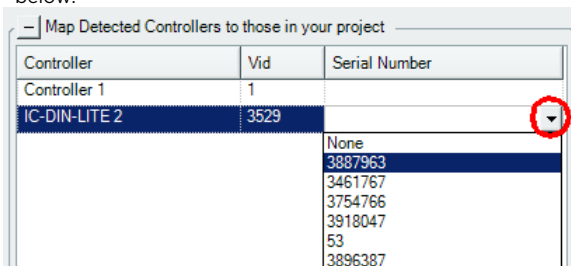 below.
− Map Detected Controllers to those in your project
Controller Vid Serial Number
Controller 1 1
IC-DIN-LITE 2 3529
None
3887963
3461767
3754766
3918047
53
3896387